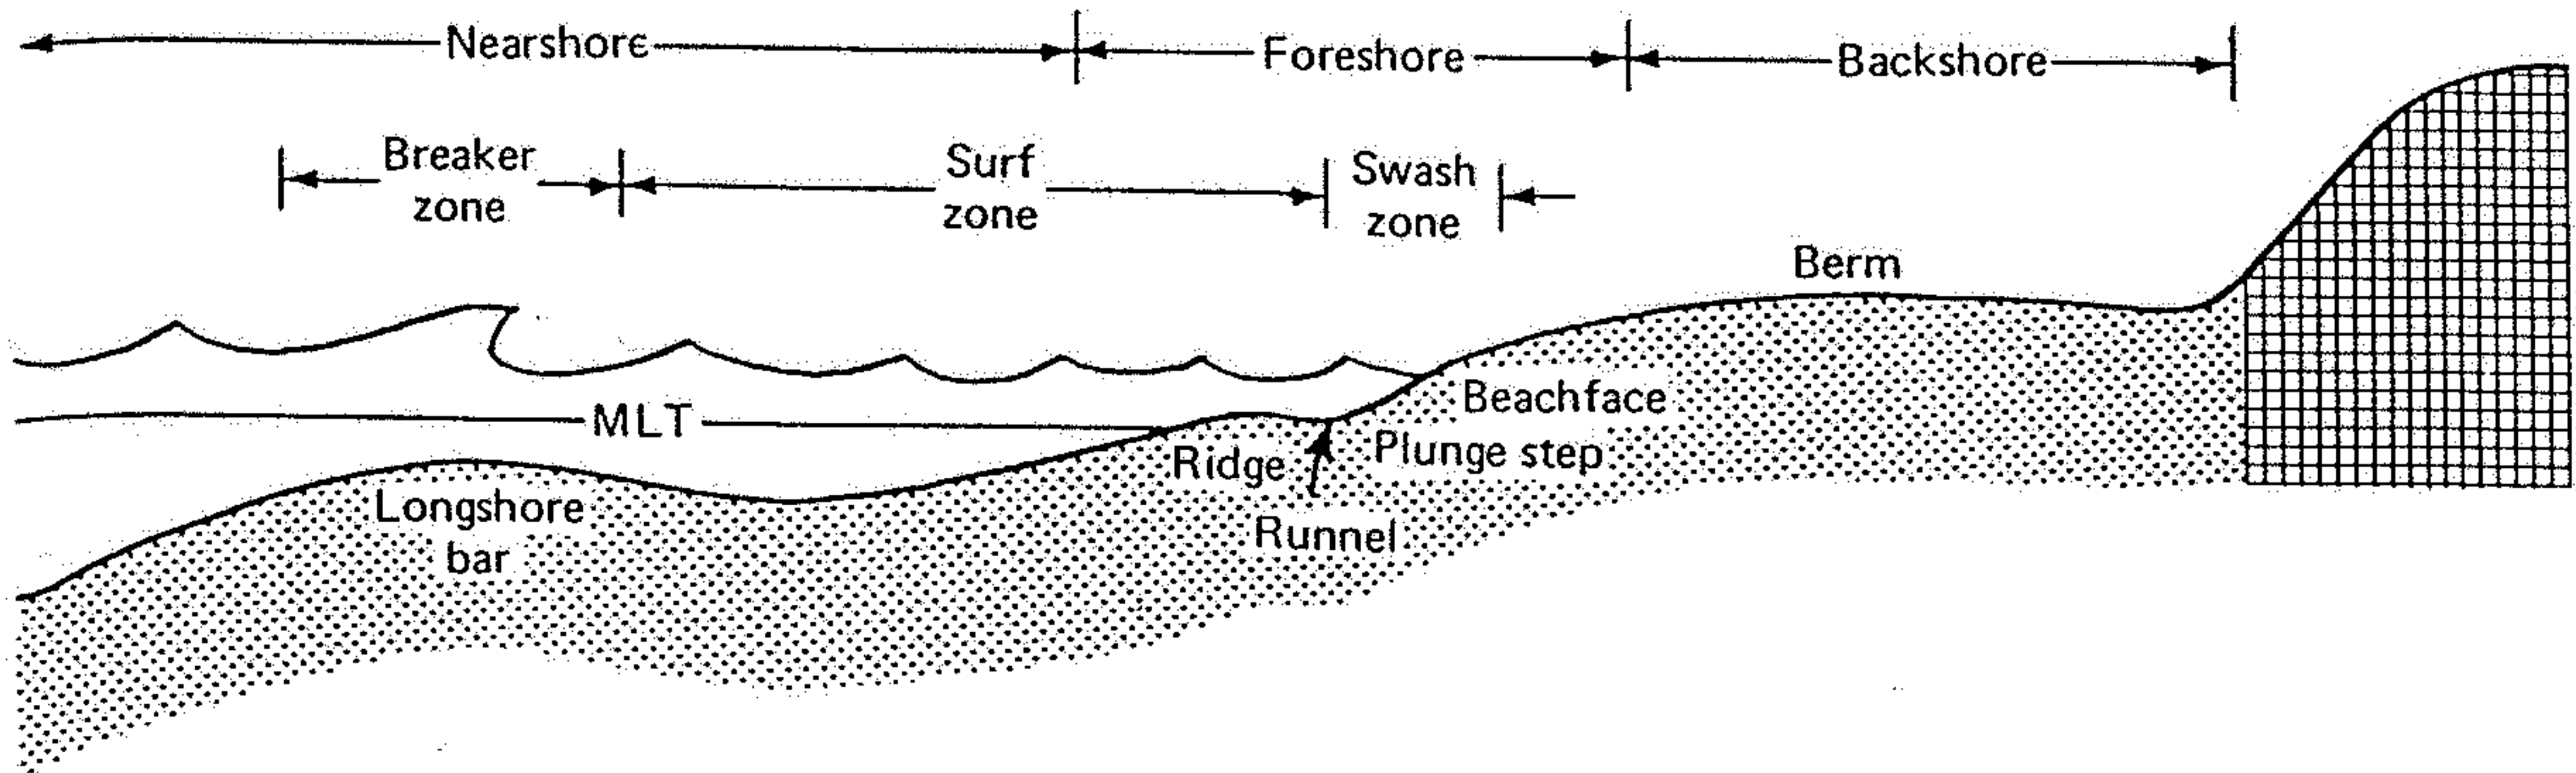 Nearshore
Foreshore
Backshore
Breaker
zone
Surf
zone
Swash
zone
Berm
MLT
Beachface
Ridge
Plunge step
Longshore
bar
Runnel